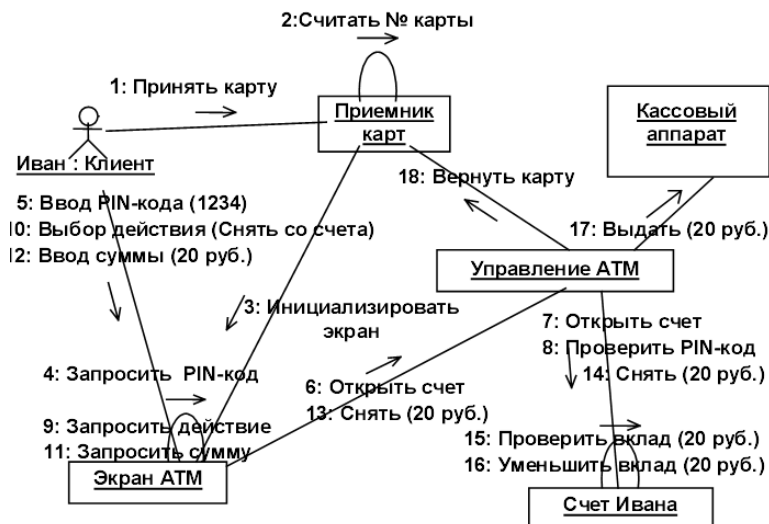 2:Считать № карты
1: Принять карту
Приемник
карт
Кассовый
аппарат
Иван : Клиент
18: Вернуть карту
5: Ввод PIN-кода (1234)
10: Выбор действия (Снять со счета)
12: Ввод суммы (20 руб.)
17: Выдать (20 руб.)
Управление АТМ
3: Инициализировать
экран
7: Открыть счет
8: Проверить PIN-код
14: Снять (20 руб.)
4: Запросить PIN-код
6: Открыть счет
13: Снять (20 руб.)
9: Запросить действие
11: Запросить сумму
15: Проверить вклад (20 руб.)
16: Уменьшить вклад (20 руб.)
Экран АТМ
Счет Ивана